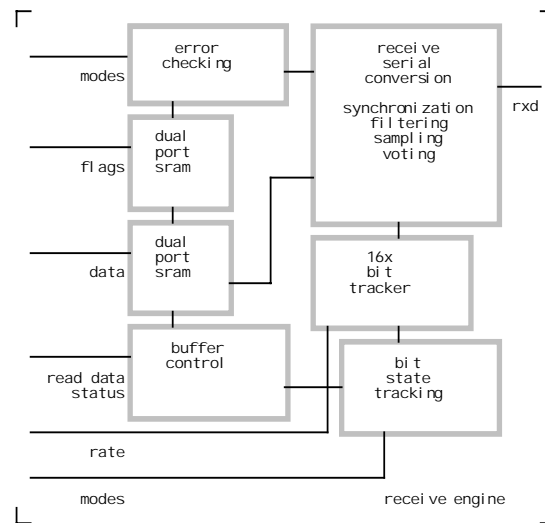 error
checking
modes
receive
serial
conversion
synchronization
filtering
sampling
voting
rxd
dual
port
sram
flags
dual
port
sram
data
16x
bit
tracker
buffer
control
read data
status
bit
state
tracking
rate
modes
receive engine